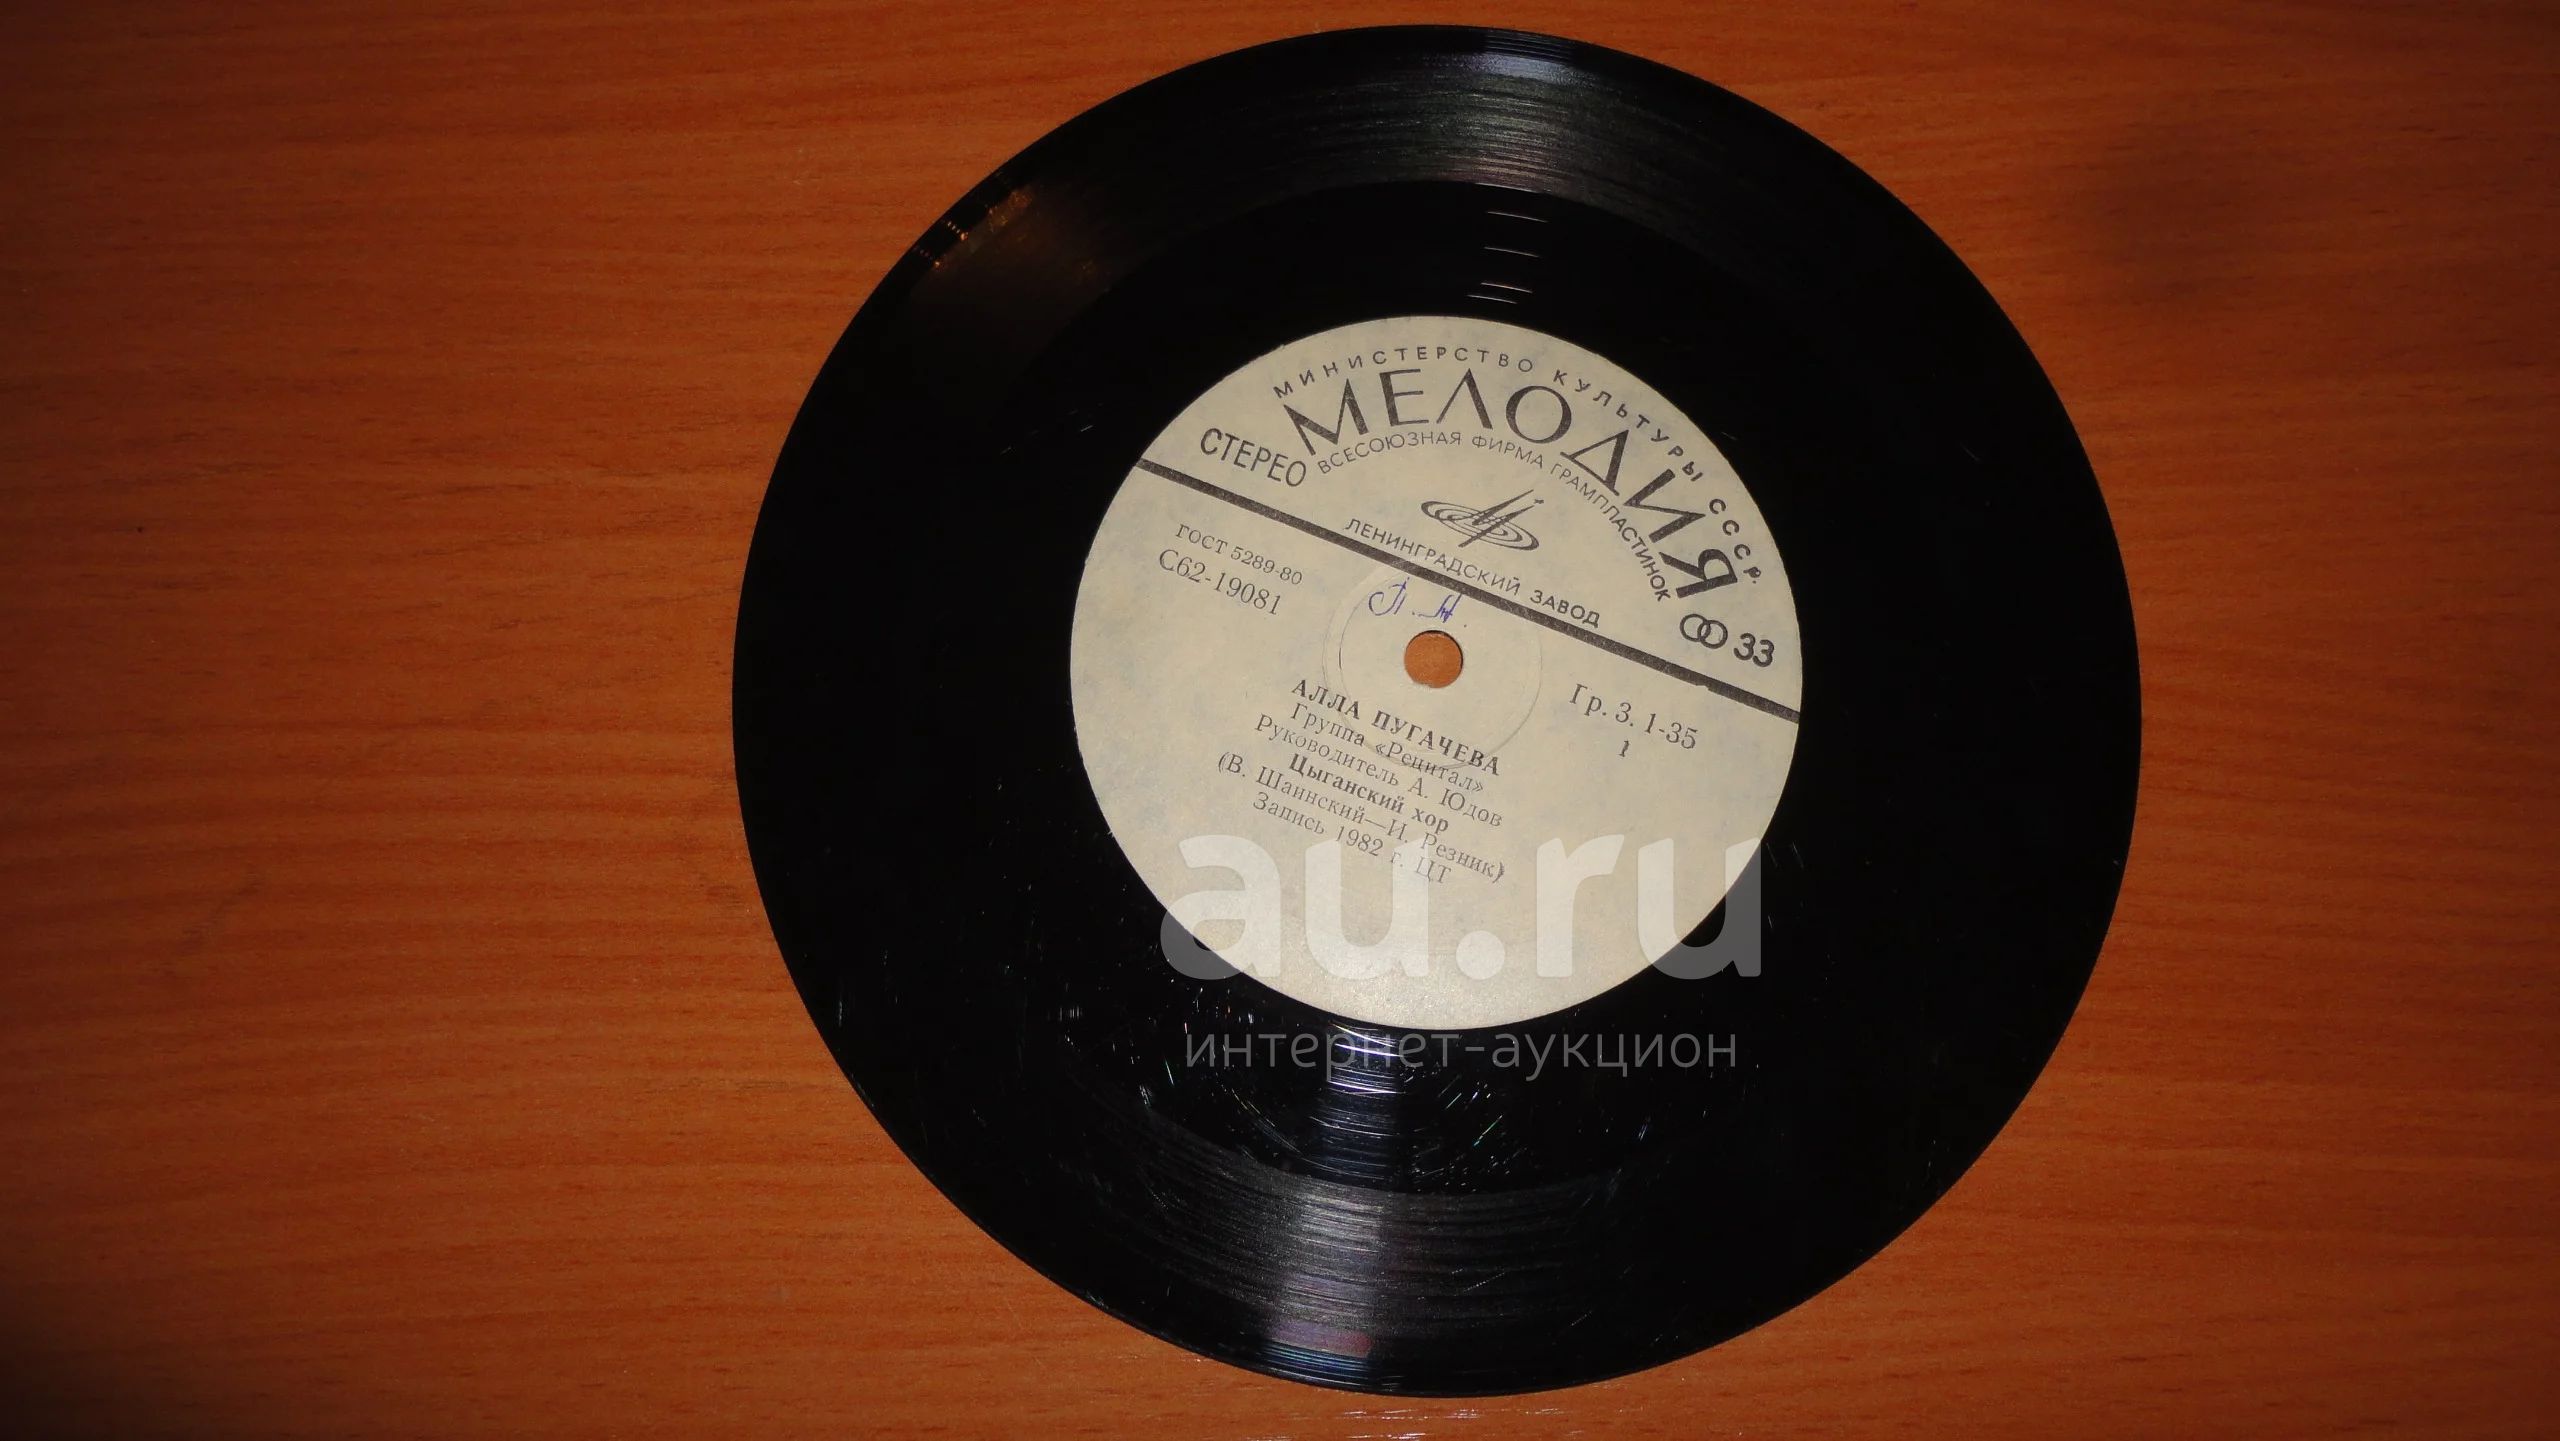 МИНИСТЕРСТВО КУЛЬТУРЫ СССР.
МЕЛОДИЯ
ВСЕСОЮЗНАЯ ФИРМА ГРАМПЛАСТИНОК
СТЕРЕО
ЛЕНИНГРАДСКИЙ ЗАВОД
33
ГОСТ 5289-80
С62-19081
Гр. 3. 1-35
1
АЛЛА ПУГАЧЕВА
Группа «Рецитал»
Руководитель А. Юдов
Цыганский хор
(В. Шаинский—И. Резник)
Запись 1982 г. ЦТ
au.ru
интернет-аукцион